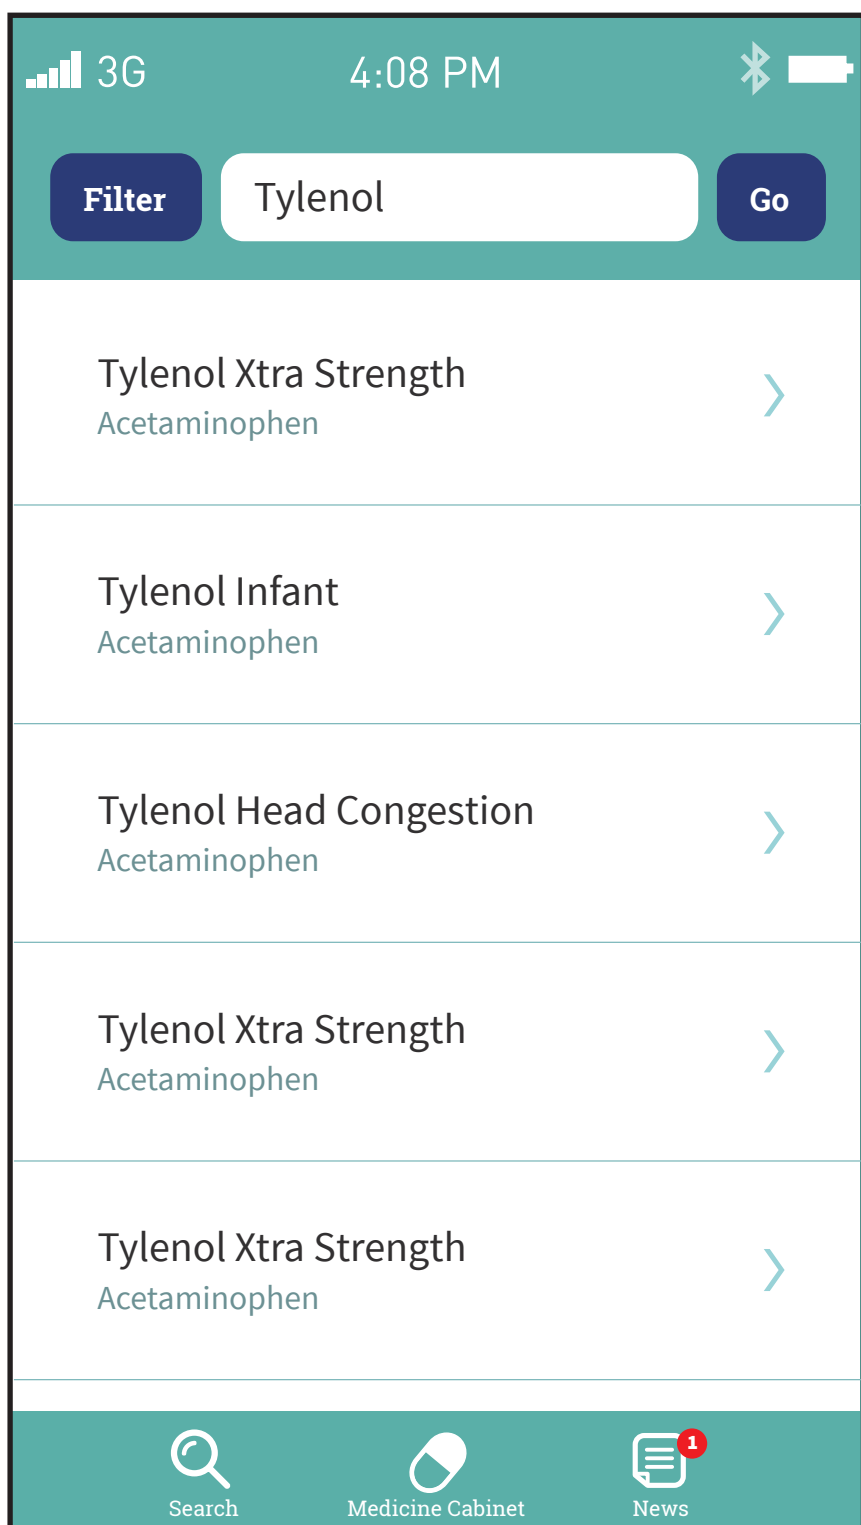 3G 4:08 PM
Filter Tylenol Go
Tylenol Xtra Strength
Acetaminophen
Tylenol Infant
Acetaminophen
Tylenol Head Congestion
Acetaminophen
Tylenol Xtra Strength
Acetaminophen
Tylenol Xtra Strength
Acetaminophen
1
Search Medicine Cabinet News